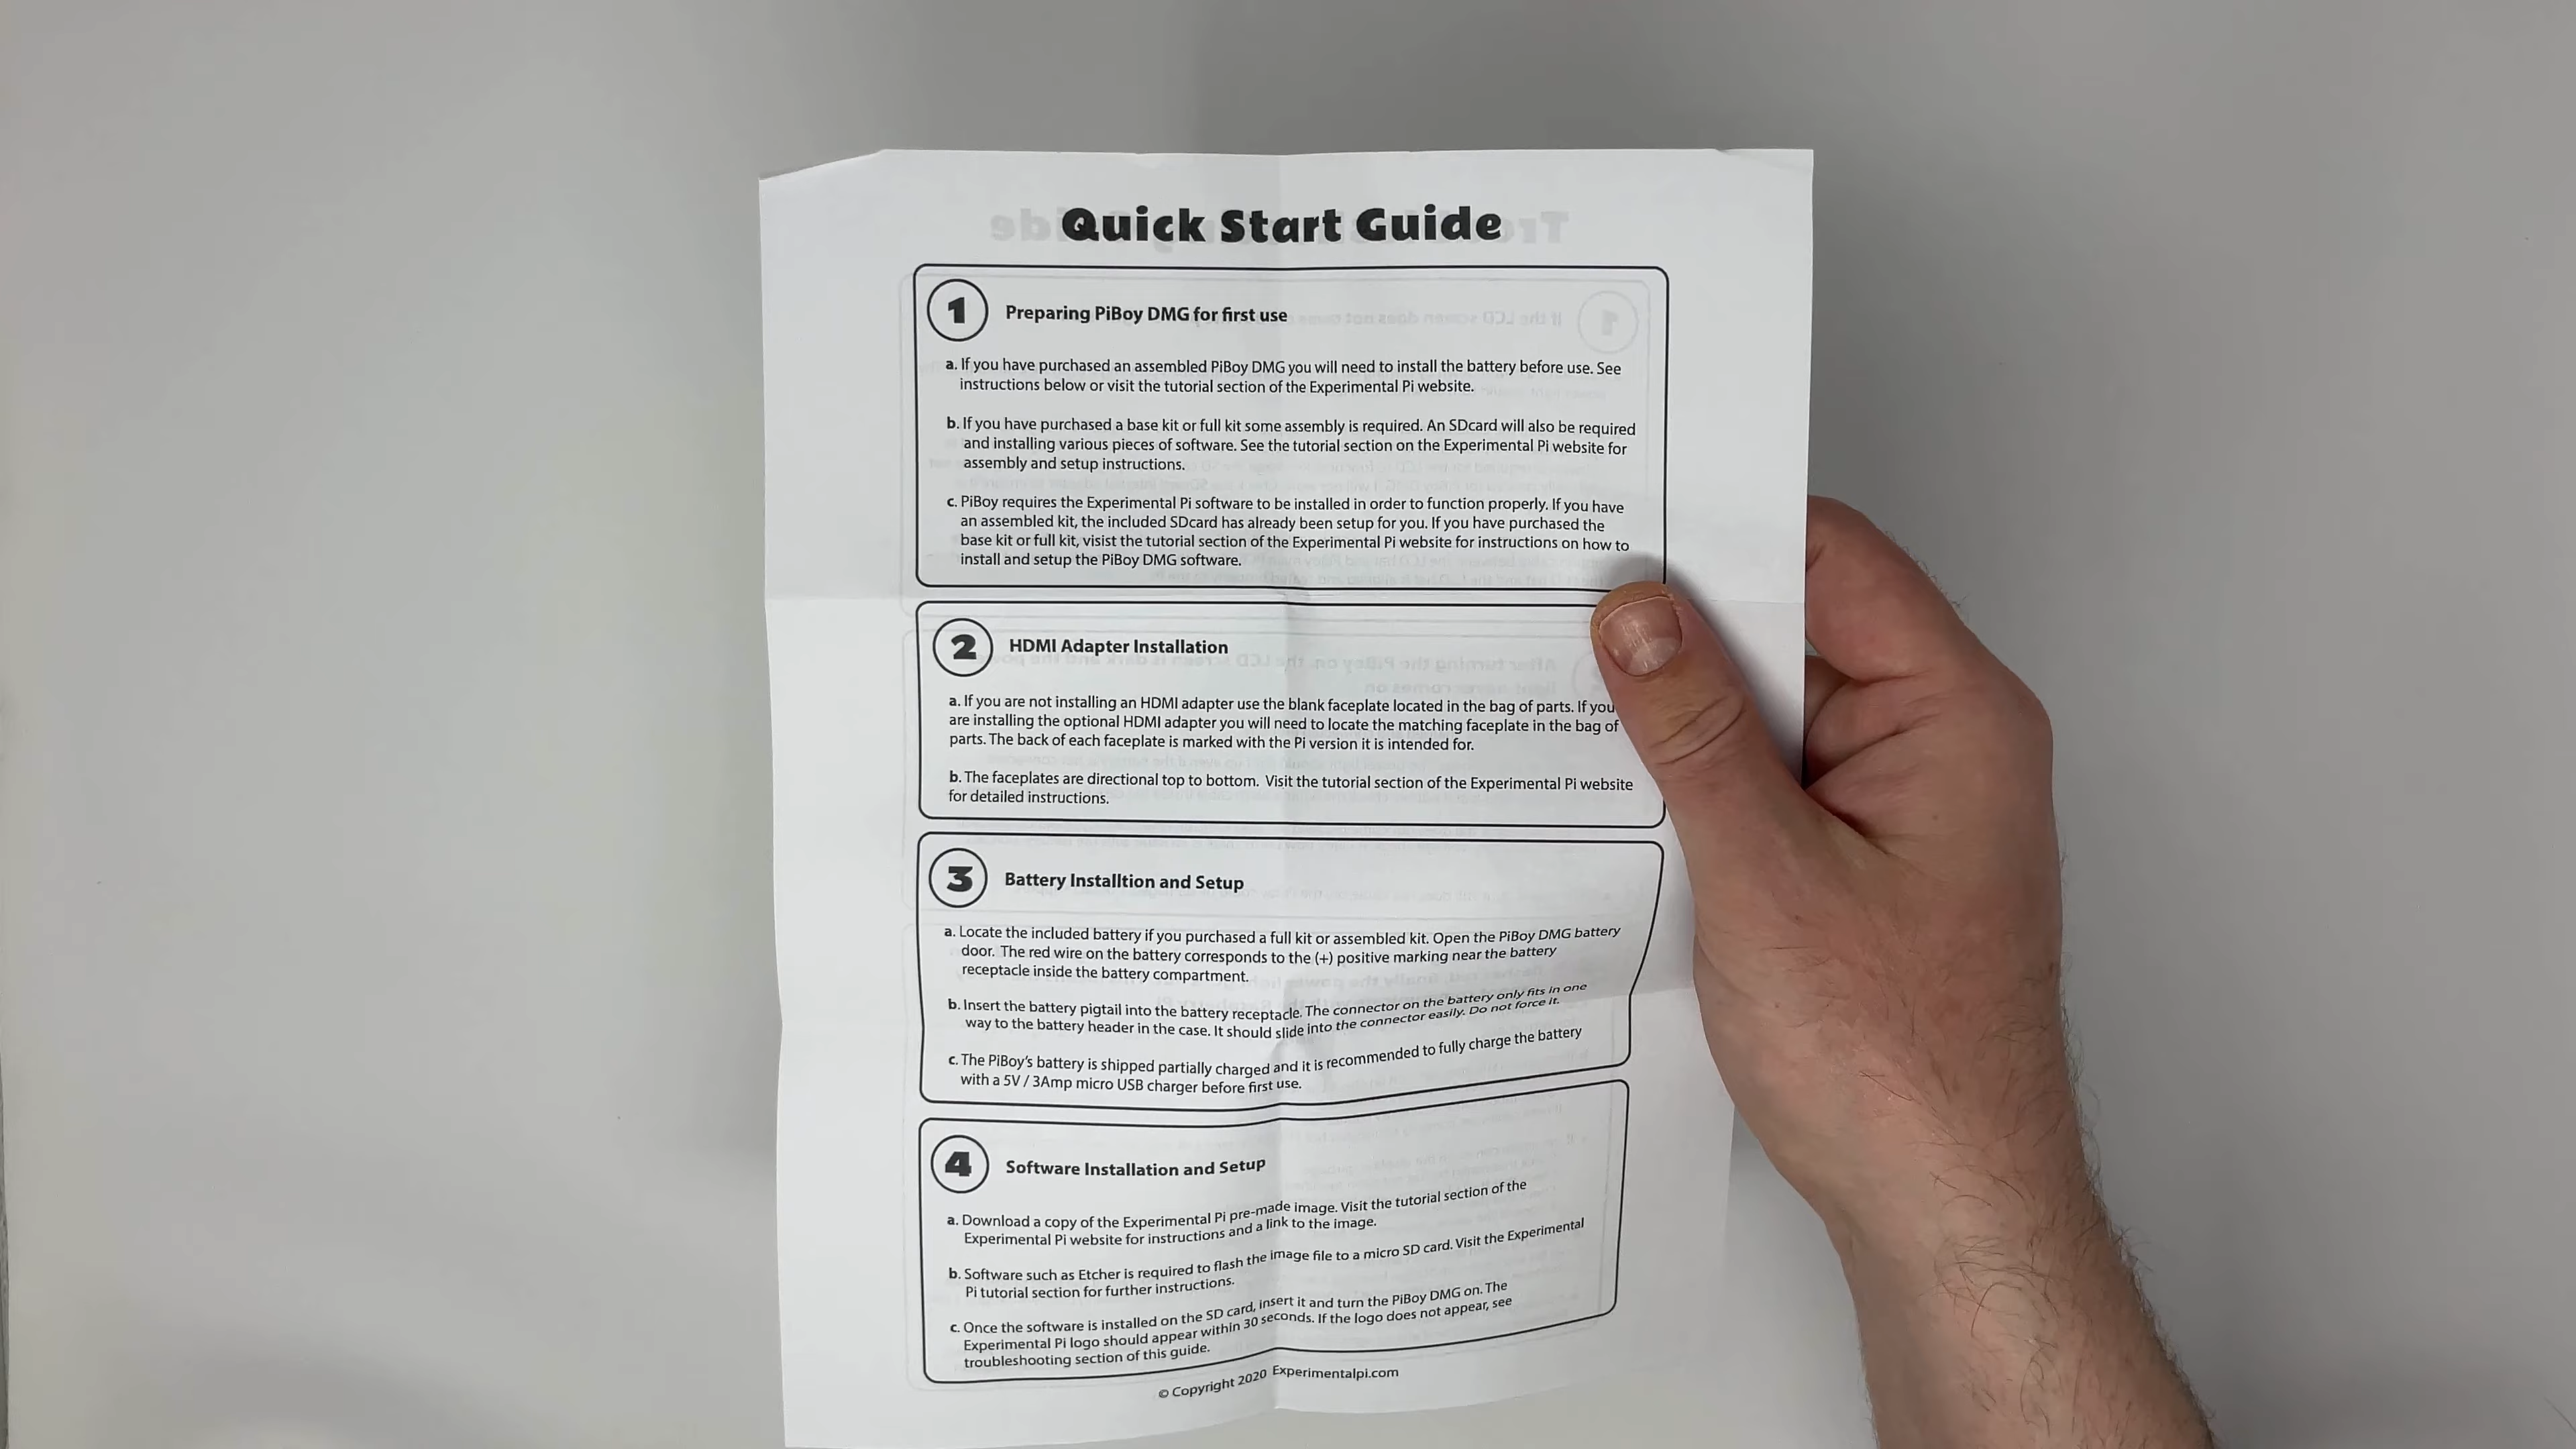 Quick Start Guide
1
Preparing PiBoy DMG for first use
a. If you have purchased an assembled PiBoy DMG you will need to install the battery before use. See
instructions below or visit the tutorial section of the Experimental Pi website.
b. If you have purchased a base kit or full kit some assembly is required. An SDcard will also be required
and installing various pieces of software. See the tutorial section on the Experimental Pi website for
assembly and setup instructions.
c. PiBoy requires the Experimental Pi software to be installed in order to function properly. If you have
an assembled kit, the included SDcard has already been setup for you. If you have purchased the
base kit or full kit, visist the tutorial section of the Experimental Pi website for instructions on how to
install and setup the PiBoy DMG software.
2
HDMI Adapter Installation
a. If you are not installing an HDMI adapter use the blank faceplate located in the bag of parts. If you
are installing the optional HDMI adapter you will need to locate the matching faceplate in the bag of
parts. The back of each faceplate is marked with the Pi version it is intended for.
b. The faceplates are directional top to bottom. Visit the tutorial section of the Experimental Pi website
for detailed instructions.
3
Battery Installtion and Setup
a. Locate the included battery if you purchased a full kit or assembled kit. Open the PiBoy DMG battery
door. The red wire on the battery corresponds to the (+) positive marking near the battery
receptacle inside the battery compartment.
b. Insert the battery pigtail into the battery receptacle. The connector on the battery only fits in one
way to the battery header in the case. It should slide into the connector easily. Do not force it.
c. The PiBoy's battery is shipped partially charged and it is recommended to fully charge the battery
with a 5V / 3Amp micro USB charger before first use.
4
Software Installation and Setup
a. Download a copy of the Experimental Pi pre-made image. Visit the tutorial section of the
Experimental Pi website for instructions and a link to the image.
b. Software such as Etcher is required to flash the image file to a micro SD card. Visit the Experimental
Pi tutorial section for further instructions.
c. Once the software is installed on the SD card, insert it and turn the PiBoy DMG on. The
Experimental Pi logo should appear within 30 seconds. If the logo does not appear, see
troubleshooting section of this guide.
© Copyright 2020 Experimentalpi.com